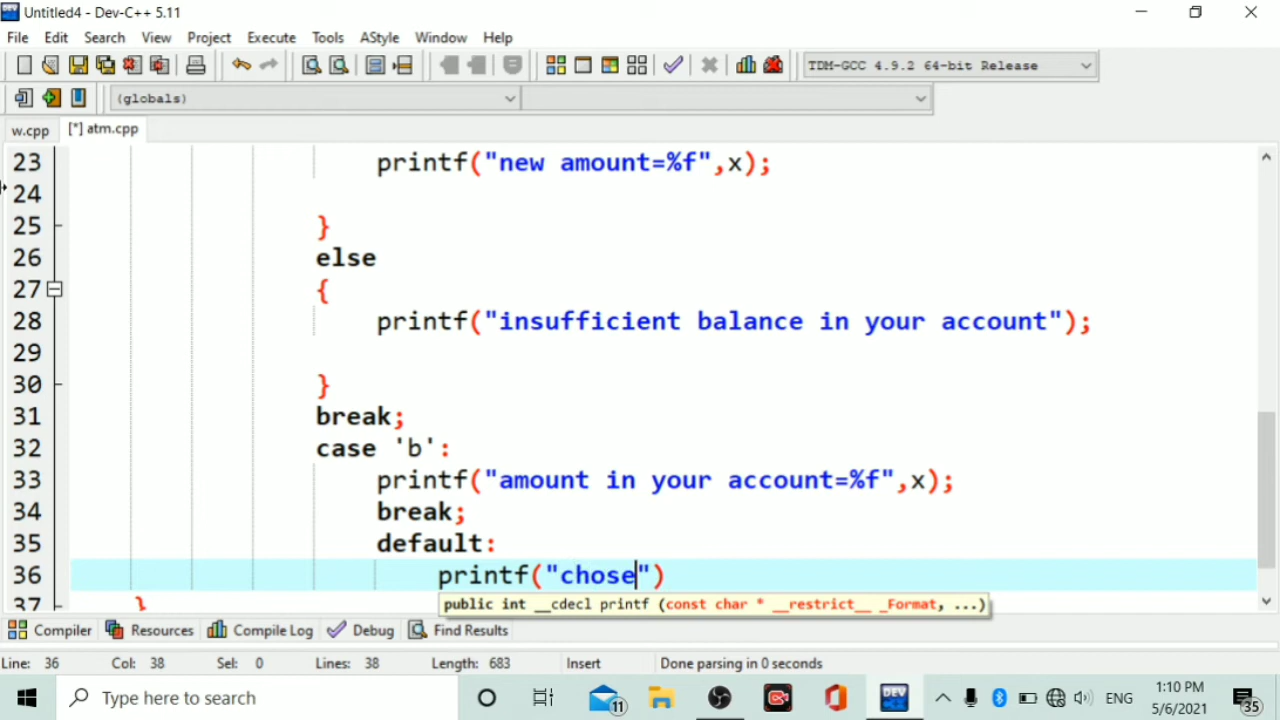 Untitled4 - Dev-C++ 5.11
File Edit Search View Project Execute Tools AStyle Window Help
TDM-GCC 4.9.2 64-bit Release
(globals)
w.cpp [*] atm.cpp
23 printf("new amount=%f",x);
24
25 }
26 else
27 {
28 printf("insufficient balance in your account");
29
30 }
31 break;
32 case 'b':
33 printf("amount in your account=%f",x);
34 break;
35 default:
36 printf("chose")
37 }
public int __cdecl printf (const char * __restrict__ _Format, ...)
Compiler Resources Compile Log Debug Find Results
Line: 36 Col: 38 Sel: 0 Lines: 38 Length: 683 Insert Done parsing in 0 seconds
Type here to search 11 DEV ENG 1:10 PM 5/6/2021 35